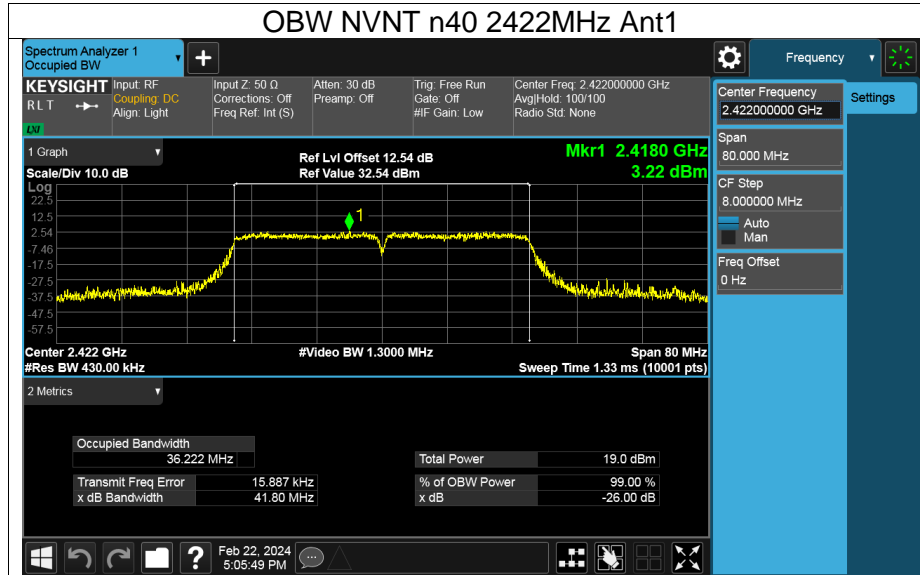 OBW NVNT n40 2422MHz Ant1
Spectrum Analyzer 1
Occupied BW
+
Frequency
KEYSIGHT
R L T
LXI
Input: RF
Coupling: DC
Align: Light
Input Z: 50 Ω
Corrections: Off
Freq Ref: Int (S)
Atten: 30 dB
Preamp: Off
Trig: Free Run
Gate: Off
#IF Gain: Low
Center Freq: 2.422000000 GHz
Avg|Hold: 100/100
Radio Std: None
Center Frequency
2.422000000 GHz
Settings
Span
80.000 MHz
CF Step
8.000000 MHz
Auto
Man
Freq Offset
0 Hz
1 Graph
Scale/Div 10.0 dB
Ref Lvl Offset 12.54 dB
Ref Value 32.54 dBm
Mkr1 2.4180 GHz
3.22 dBm
Log
22.5
12.5
2.54
-7.46
-17.5
-27.5
-37.5
-47.5
-57.5
1
Center 2.422 GHz
#Res BW 430.00 kHz
#Video BW 1.3000 MHz
Span 80 MHz
Sweep Time 1.33 ms (10001 pts)
2 Metrics
Occupied Bandwidth
36.222 MHz
Transmit Freq Error 15.887 kHz
x dB Bandwidth 41.80 MHz
Total Power 19.0 dBm
% of OBW Power 99.00 %
x dB -26.00 dB
?
Feb 22, 2024
5:05:49 PM